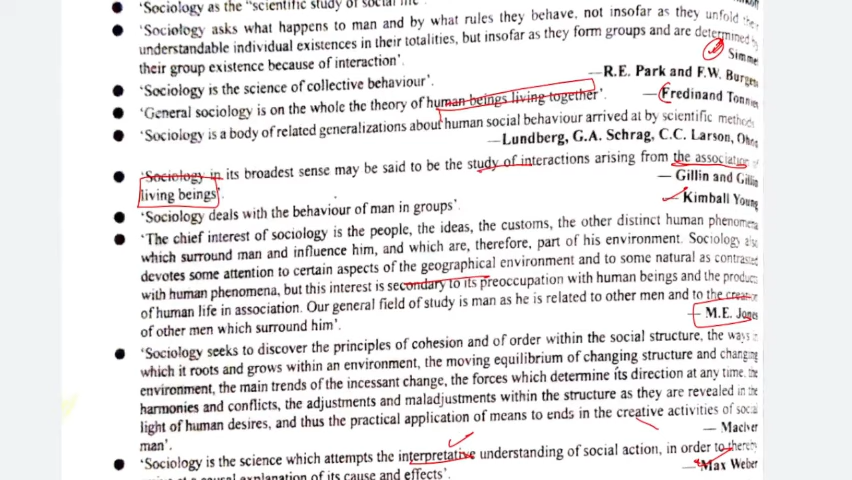 'Sociology as the "scientific study of social life
'Sociology asks what happens to man and by what rules they behave, not insofar as they unfold their
understandable individual existences in their totalities, but insofar as they form groups and are determined by
their group existence because of interaction'.
Simmel
'Sociology is the science of collective behaviour'.
—R.E. Park and F.W. Burgess
'General sociology is on the whole the theory of human beings living together'.
—Fredinand Tonnies
'Sociology is a body of related generalizations about human social behaviour arrived at by scientific methods
—Lundberg, G.A. Schrag, C.C. Larson,
'Sociology in its broadest sense may be said to be the study of interactions arising from the association of
living beings'.
— Gillin and Gillin
'Sociology deals with the behaviour of man in groups'.
— Kimball Young
'The chief interest of sociology is the people, the ideas, the customs, the other distinct human phenomena
which surround man and influence him, and which are, therefore, part of his environment. Sociology also
devotes some attention to certain aspects of the geographical environment and to some natural as contrasted
with human phenomena, but this interest is secondary to its preoccupation with human beings and the products
of human life in association. Our general field of study is man as he is related to other men and to the creation
of other men which surround him'.
— M.E. Jones
'Sociology seeks to discover the principles of cohesion and of order within the social structure, the ways in
which it roots and grows within an environment, the moving equilibrium of changing structure and changing
environment, the main trends of the incessant change, the forces which determine its direction at any time, the
harmonies and conflicts, the adjustments and maladjustments within the structure as they are revealed in the
light of human desires, and thus the practical application of means to ends in the creative activities of social
man'.
— MacIver
'Sociology is the science which attempts the interpretative understanding of social action, in order to thereby
causal explanation of its cause and effects'.
—Max Weber